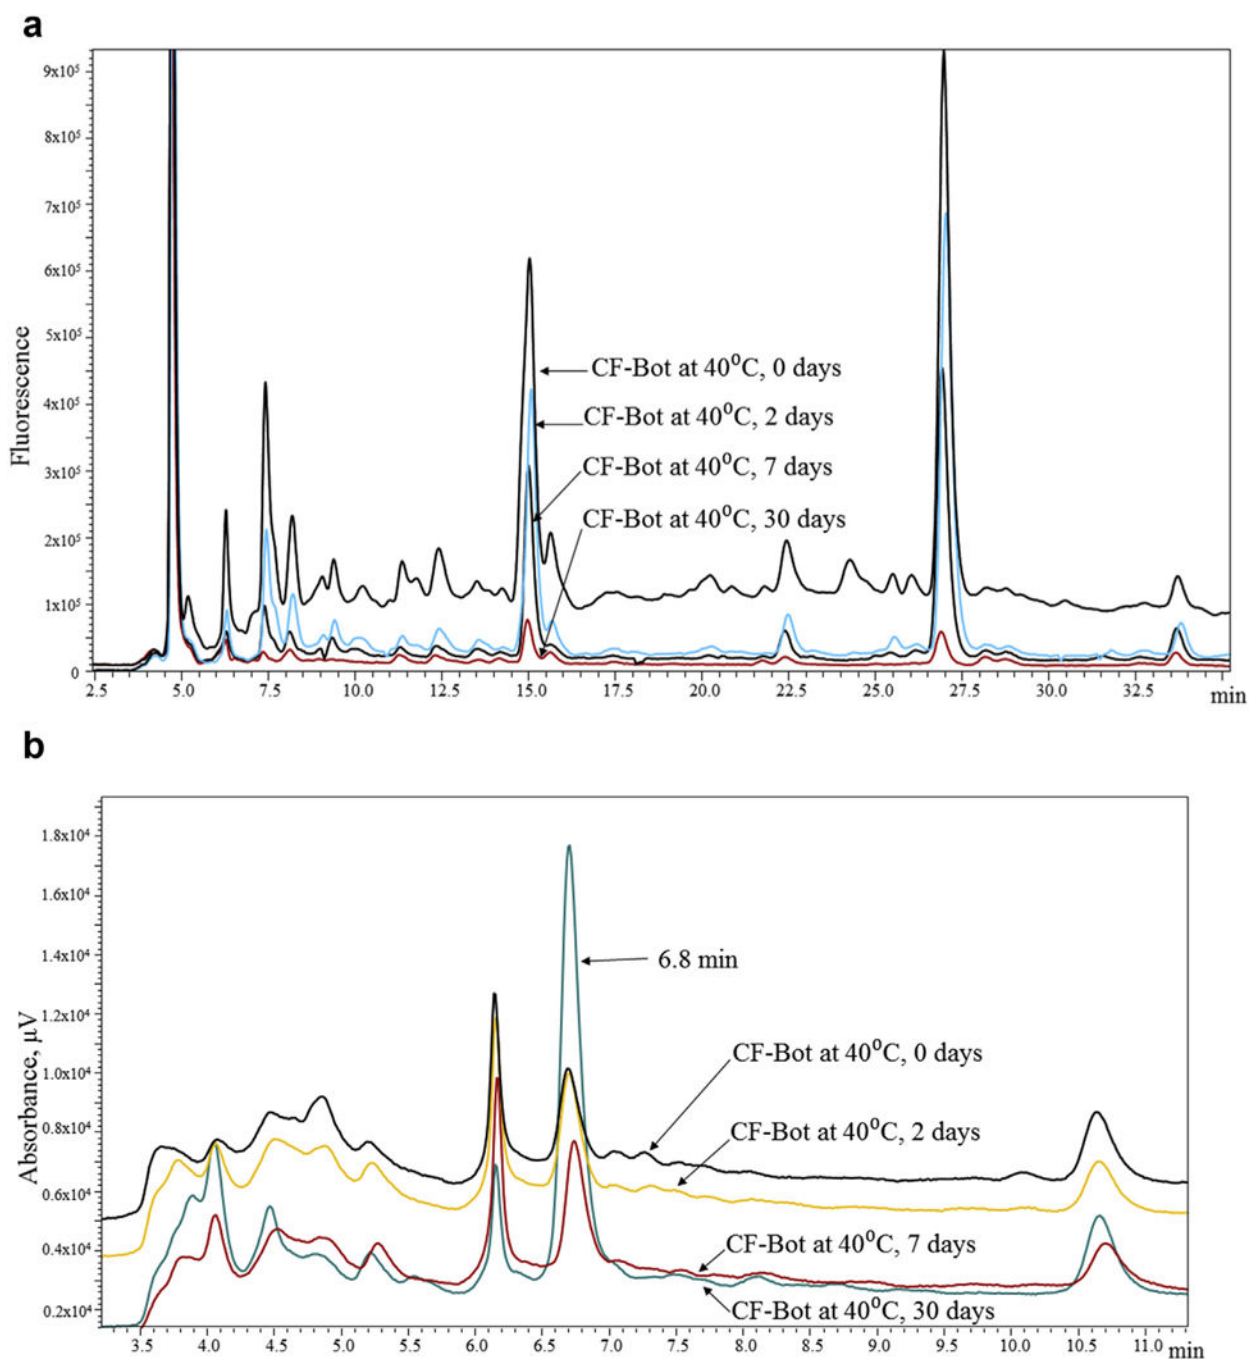 a
9x10⁵
8x10⁵
7x10⁵
6x10⁵
5x10⁵
4x10⁵
3x10⁵
2x10⁵
1x10⁵
0
Fluorescence
CF-Bot at 40⁰C, 0 days
CF-Bot at 40⁰C, 2 days
CF-Bot at 40⁰C, 7 days
CF-Bot at 40⁰C, 30 days
2.5 5.0 7.5 10.0 12.5 15.0 17.5 20.0 22.5 25.0 27.5 30.0 32.5 min
b
1.8x10⁴
1.6x10⁴
1.4x10⁴
1.2x10⁴
1.0x10⁴
0.8x10⁴
0.6x10⁴
0.4x10⁴
0.2x10⁴
Absorbance, µV
6.8 min
CF-Bot at 40⁰C, 0 days
CF-Bot at 40⁰C, 2 days
CF-Bot at 40⁰C, 7 days
CF-Bot at 40⁰C, 30 days
3.5 4.0 4.5 5.0 5.5 6.0 6.5 7.0 7.5 8.0 8.5 9.0 9.5 10.0 10.5 11.0 min